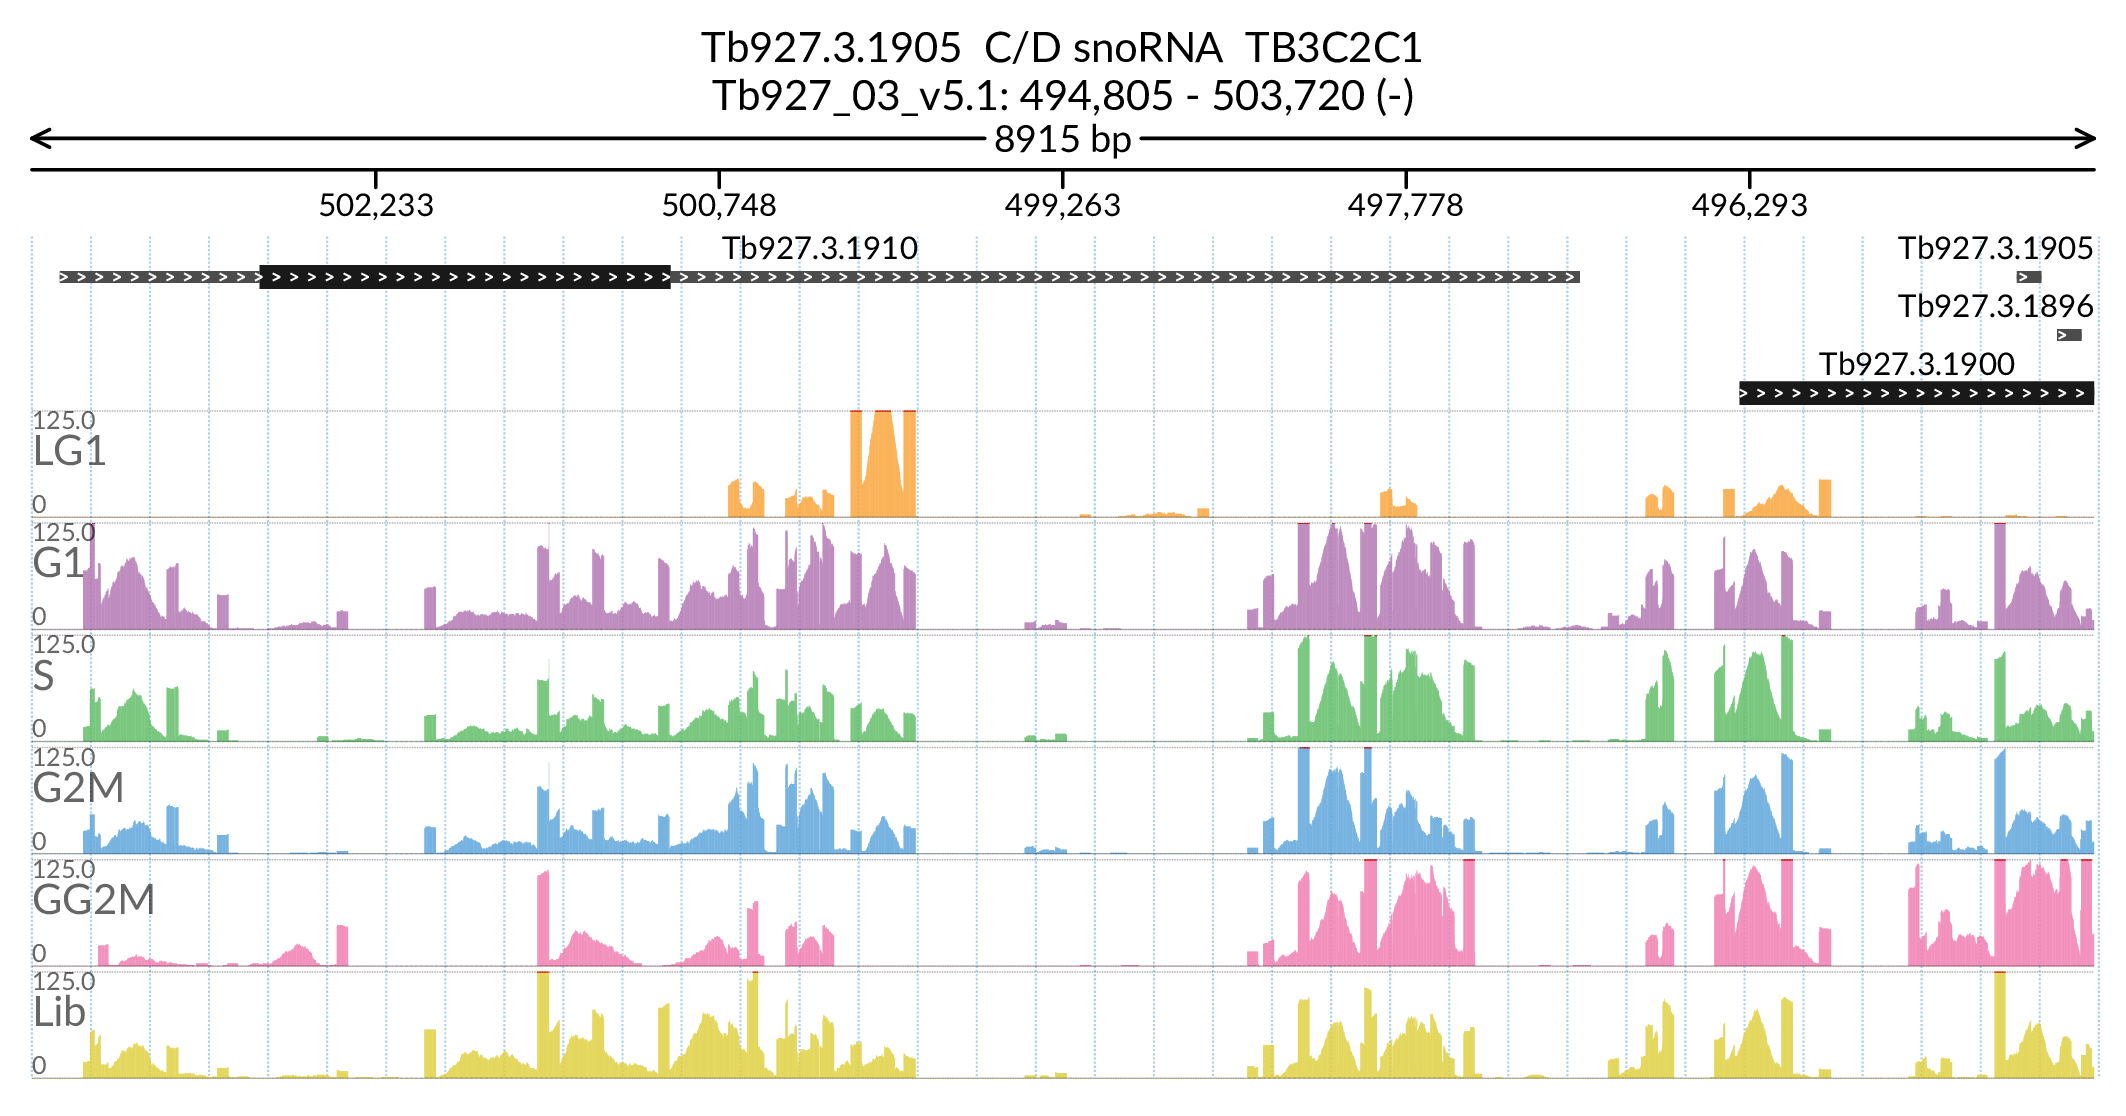 Tb927.3.1905  C/D snoRNA  TB3C2C1
Tb927_03_v5.1: 494,805 - 503,720 (-)
8915 bp
502,233 500,748 499,263 497,778 496,293
Tb927.3.1910 Tb927.3.1905
Tb927.3.1896
Tb927.3.1900
125.0
LG1
0
125.0
G1
0
125.0
S
0
125.0
G2M
0
125.0
GG2M
0
125.0
Lib
0